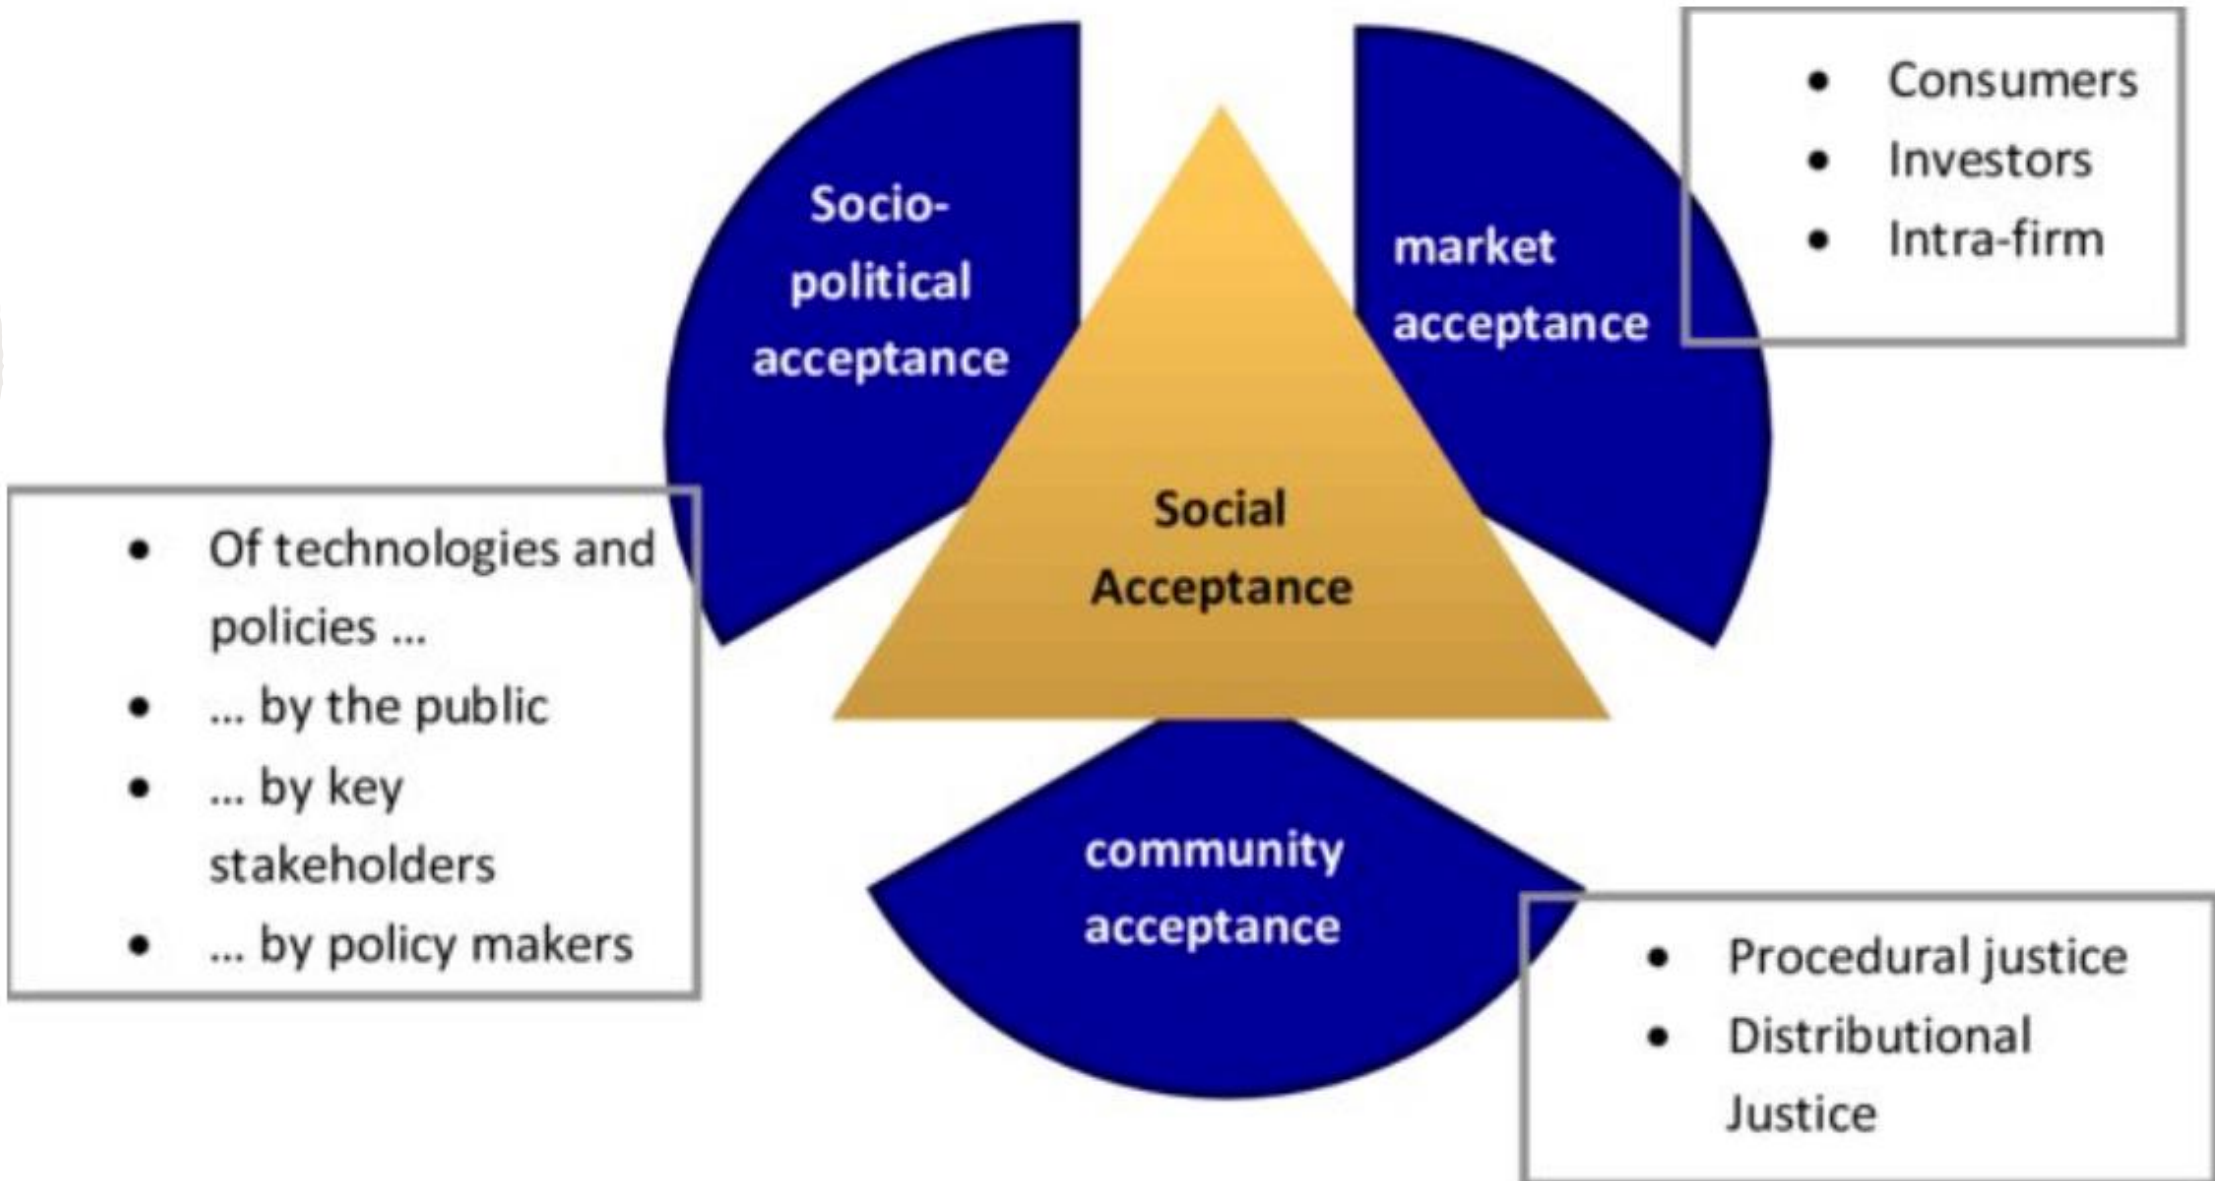 Socio-
political
acceptance
market
acceptance
• Consumers
• Investors
• Intra-firm
Social
Acceptance
• Of technologies and
policies ...
• ... by the public
• ... by key
stakeholders
• ... by policy makers
community
acceptance
• Procedural justice
• Distributional
Justice